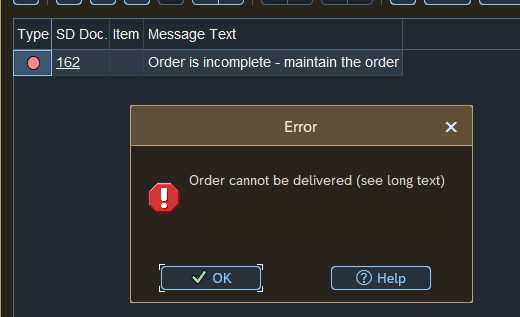 Type SD Doc. Item Message Text
162 Order is incomplete - maintain the order
Error
Order cannot be delivered (see long text)
OK Help